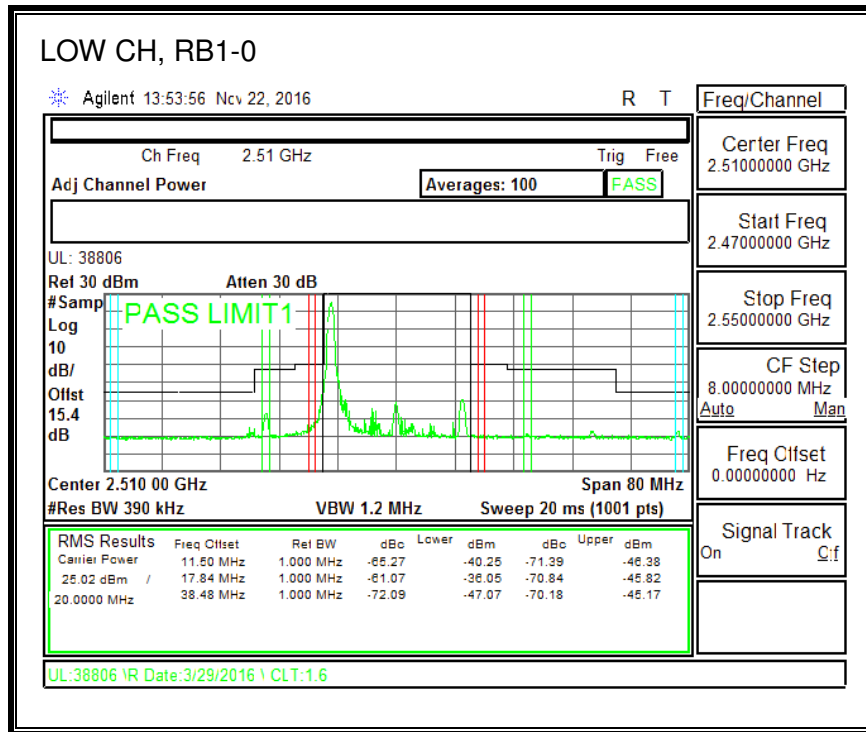 LOW CH, RB1-0
Agilent 13:53:56 Nov 22, 2016 R T
Freq/Channel
Ch Freq 2.51 GHz Trig Free
Adj Channel Power Averages: 100 PASS
UL: 38806
Ref 30 dBm Atten 30 dB
#Samp
Log
10
dB/
Offst
15.4
dB
PASS LIMIT1
Center 2.510 00 GHz Span 80 MHz
#Res BW 390 kHz VBW 1.2 MHz Sweep 20 ms (1001 pts)
RMS Results Freq Offset Ref BW dBc Lower dBm dBc Upper dBm
Carrier Power 11.50 MHz 1.000 MHz -65.27 -40.25 -71.39 -46.38
25.02 dBm / 17.84 MHz 1.000 MHz -61.07 -36.05 -70.84 -45.82
20.0000 MHz 38.48 MHz 1.000 MHz -72.09 -47.07 -70.18 -45.17
UL:38806 \R Date:3/29/2016 \ CLT:1.6
Center Freq
2.51000000 GHz
Start Freq
2.47000000 GHz
Stop Freq
2.55000000 GHz
CF Step
8.00000000 MHz
Auto Man
Freq Offset
0.00000000 Hz
Signal Track
On Off